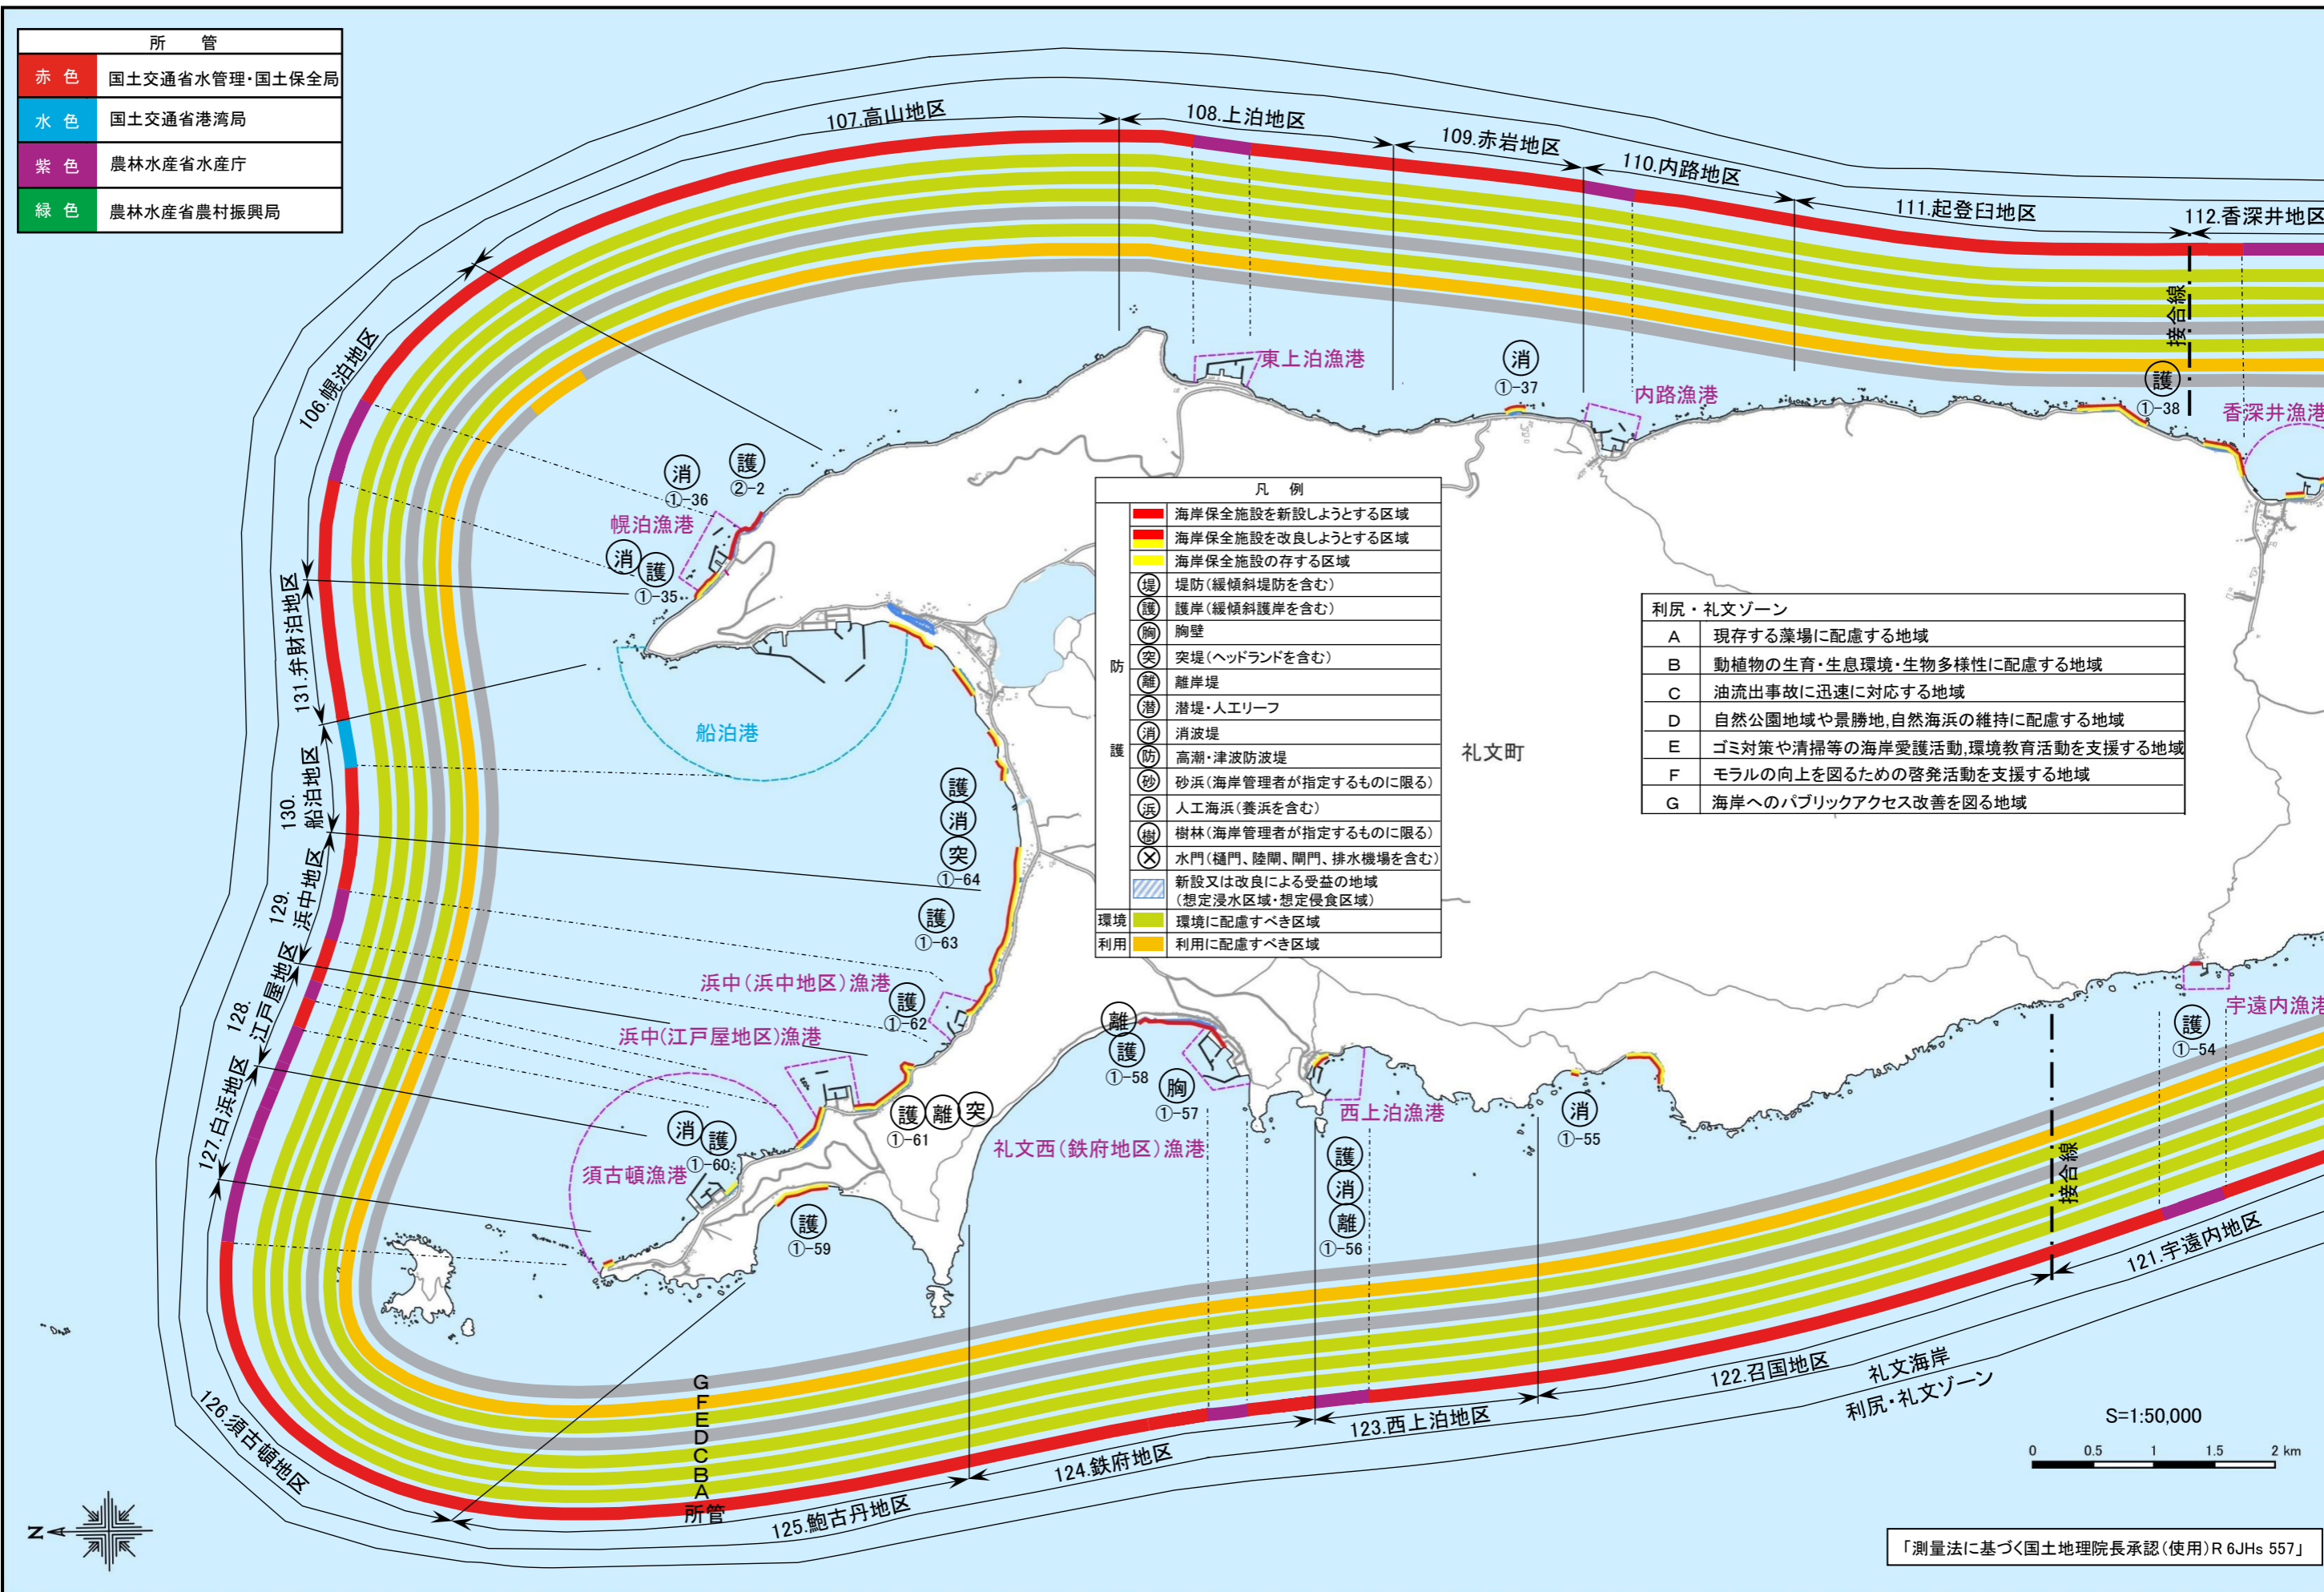 所 管
赤 色 国土交通省水管理・国土保全局
水 色 国土交通省港湾局
紫 色 農林水産省水産庁
緑 色 農林水産省農村振興局
107.高山地区
108.上泊地区
109.赤岩地区
110.内路地区
111.起登臼地区
112.香深井地区
接合線
106.幌泊地区
東上泊漁港
消
①-37
内路漁港
護
①-38
香深井漁港
消
①-36
護
②-2
幌泊漁港
消 護
①-35
131.弁財泊地区
船泊港
130.
船泊地区
129.
浜中地区
128.
江戸屋地区
127.白浜地区
126.須古頓地区
護
消
突
①-64
護
①-63
浜中(浜中地区)漁港
護
①-62
浜中(江戸屋地区)漁港
護 離 突
①-61
消 護
①-60
須古頓漁港
護
①-59
離
護
①-58
胸
①-57
礼文西(鉄府地区)漁港
西上泊漁港
護
消
離
①-56
消
①-55
護
①-54
宇遠内漁港
接合線
礼文町
凡 例
防護
海岸保全施設を新設しようとする区域
海岸保全施設を改良しようとする区域
海岸保全施設の存する区域
堤 堤防(緩傾斜堤防を含む)
護 護岸(緩傾斜護岸を含む)
胸 胸壁
突 突堤(ヘッドランドを含む)
離 離岸堤
潜 潜堤・人工リーフ
消 消波堤
防 高潮・津波防波堤
砂 砂浜(海岸管理者が指定するものに限る)
浜 人工海浜(養浜を含む)
樹 樹林(海岸管理者が指定するものに限る)
水門(樋門、陸閘、閘門、排水機場を含む)
新設又は改良による受益の地域
(想定浸水区域・想定侵食区域)
環境 環境に配慮すべき区域
利用 利用に配慮すべき区域
利尻・礼文ゾーン
A 現存する藻場に配慮する地域
B 動植物の生育・生息環境・生物多様性に配慮する地域
C 油流出事故に迅速に対応する地域
D 自然公園地域や景勝地,自然海浜の維持に配慮する地域
E ゴミ対策や清掃等の海岸愛護活動,環境教育活動を支援する地域
F モラルの向上を図るための啓発活動を支援する地域
G 海岸へのパブリックアクセス改善を図る地域
G
F
E
D
C
B
A
所管
125.鮑古丹地区
124.鉄府地区
123.西上泊地区
122.召国地区
121.宇遠内地区
礼文海岸
利尻・礼文ゾーン
S=1:50,000
0 0.5 1 1.5 2 km
N
「測量法に基づく国土地理院長承認(使用)R 6JHs 557」